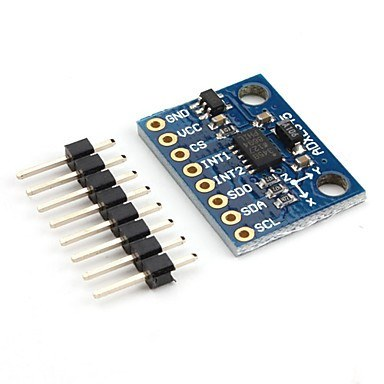 GND
VCC
CS
INT1
INT2
SDO
SDA
SCL
ADXL345
Y
Z
X